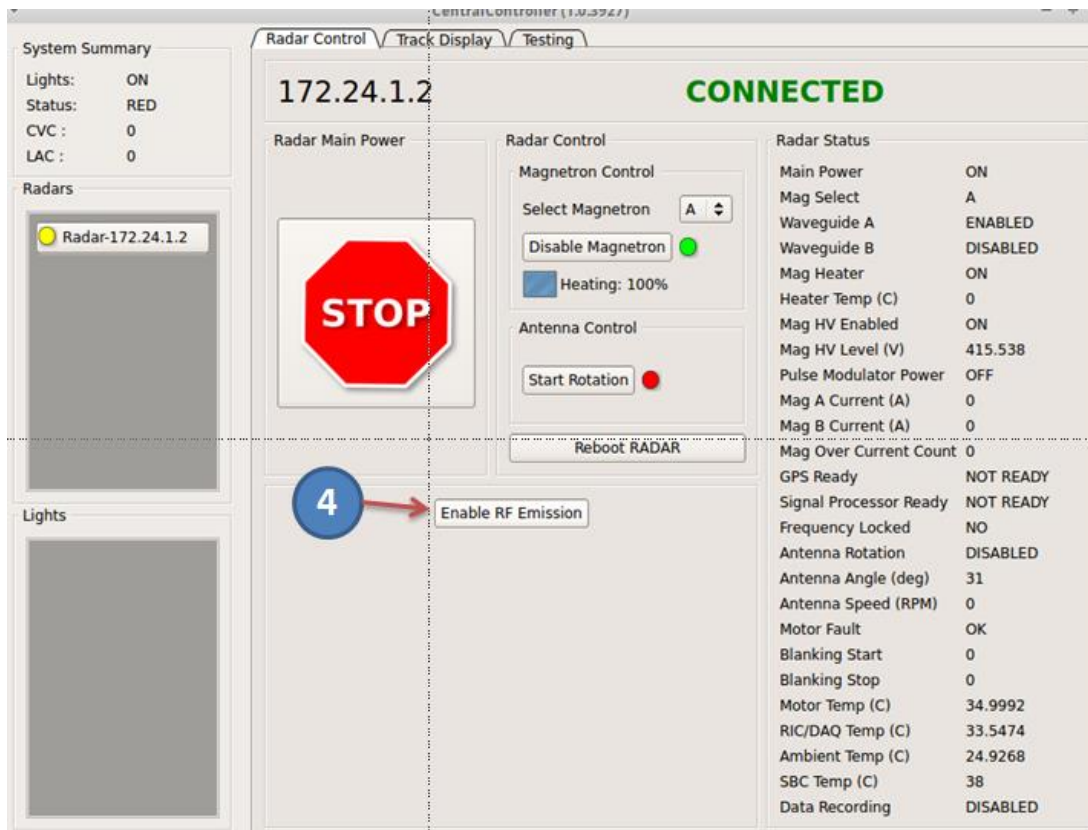 CentralController (1.0.3927)
System Summary
Lights: ON
Status: RED
CVC : 0
LAC : 0
Radars
Radar-172.24.1.2
Lights
Radar Control
Track Display
Testing
172.24.1.2 CONNECTED
Radar Main Power
STOP
Radar Control
Magnetron Control
Select Magnetron A
Disable Magnetron
Heating: 100%
Antenna Control
Start Rotation
Reboot RADAR
4
Enable RF Emission
Radar Status
Main Power ON
Mag Select A
Waveguide A ENABLED
Waveguide B DISABLED
Mag Heater ON
Heater Temp (C) 0
Mag HV Enabled ON
Mag HV Level (V) 415.538
Pulse Modulator Power OFF
Mag A Current (A) 0
Mag B Current (A) 0
Mag Over Current Count 0
GPS Ready NOT READY
Signal Processor Ready NOT READY
Frequency Locked NO
Antenna Rotation DISABLED
Antenna Angle (deg) 31
Antenna Speed (RPM) 0
Motor Fault OK
Blanking Start 0
Blanking Stop 0
Motor Temp (C) 34.9992
RIC/DAQ Temp (C) 33.5474
Ambient Temp (C) 24.9268
SBC Temp (C) 38
Data Recording DISABLED